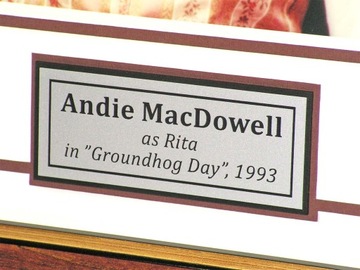 Andie MacDowell
as Rita
in "Groundhog Day", 1993